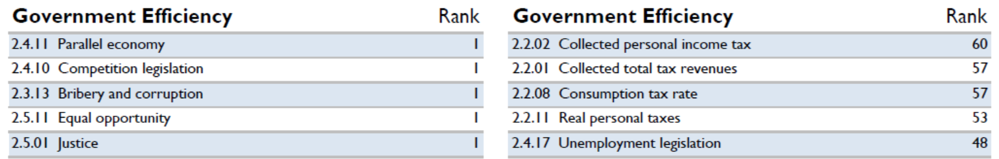 Government Efficiency Rank
2.4.11 Parallel economy 1
2.4.10 Competition legislation 1
2.3.13 Bribery and corruption 1
2.5.11 Equal opportunity 1
2.5.01 Justice 1
Government Efficiency Rank
2.2.02 Collected personal income tax 60
2.2.01 Collected total tax revenues 57
2.2.08 Consumption tax rate 57
2.2.11 Real personal taxes 53
2.4.17 Unemployment legislation 48